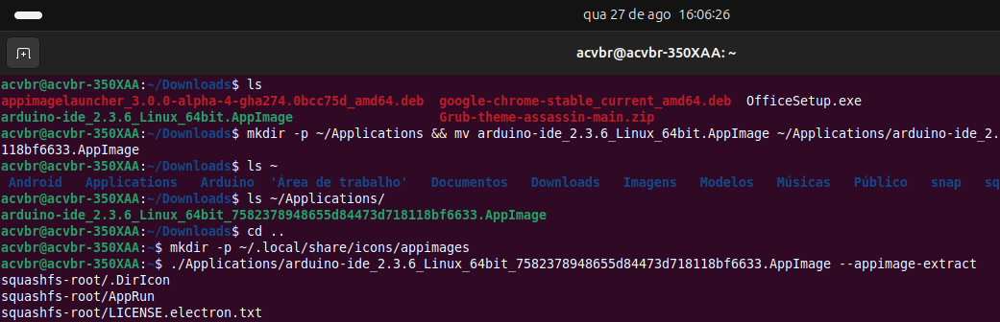 qua 27 de ago 16:06:26
acvbr@acvbr-350XAA: ~
acvbr@acvbr-350XAA:~/Downloads$ ls
appimagelauncher_3.0.0-alpha-4-gha274.0bcc75d_amd64.deb google-chrome-stable_current_amd64.deb OfficeSetup.exe
arduino-ide_2.3.6_Linux_64bit.AppImage Grub-theme-assassin-main.zip
acvbr@acvbr-350XAA:~/Downloads$ mkdir -p ~/Applications && mv arduino-ide_2.3.6_Linux_64bit.AppImage ~/Applications/arduino-ide_2.
118bf6633.AppImage
acvbr@acvbr-350XAA:~/Downloads$ ls ~
Android Applications Arduino 'Área de trabalho' Documentos Downloads Imagens Modelos Músicas Público snap sq
acvbr@acvbr-350XAA:~/Downloads$ ls ~/Applications/
arduino-ide_2.3.6_Linux_64bit_7582378948655d84473d718118bf6633.AppImage
acvbr@acvbr-350XAA:~/Downloads$ cd ..
acvbr@acvbr-350XAA:~$ mkdir -p ~/.local/share/icons/appimages
acvbr@acvbr-350XAA:~$ ./Applications/arduino-ide_2.3.6_Linux_64bit_7582378948655d84473d718118bf6633.AppImage --appimage-extract
squashfs-root/.DirIcon
squashfs-root/AppRun
squashfs-root/LICENSE.electron.txt